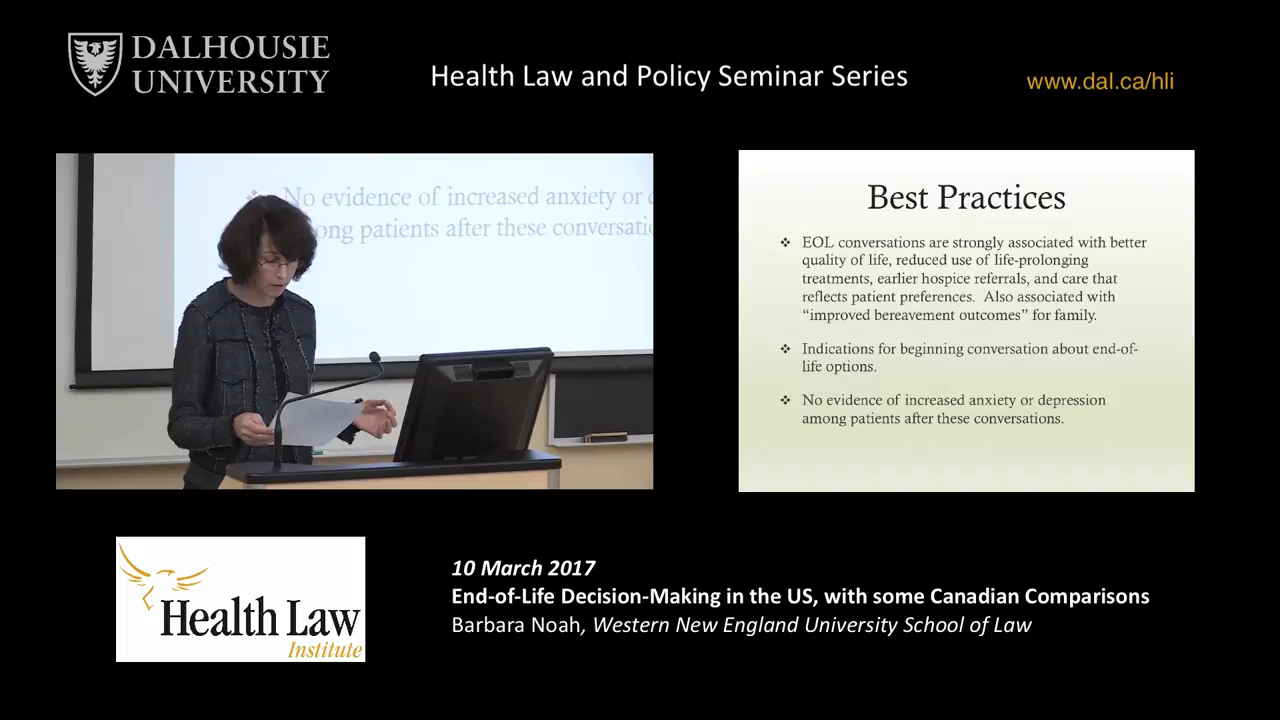 DALHOUSIE
UNIVERSITY
Health Law and Policy Seminar Series
www.dal.ca/hli
No evidence of increased anxiety or
among patients after these
Best Practices
❖ EOL conversations are strongly associated with better
quality of life, reduced use of life-prolonging
treatments, earlier hospice referrals, and care that
reflects patient preferences. Also associated with
“improved bereavement outcomes” for family.
❖ Indications for beginning conversation about end-of-
life options.
❖ No evidence of increased anxiety or depression
among patients after these conversations.
Health Law
Institute
10 March 2017
End-of-Life Decision-Making in the US, with some Canadian Comparisons
Barbara Noah, Western New England University School of Law